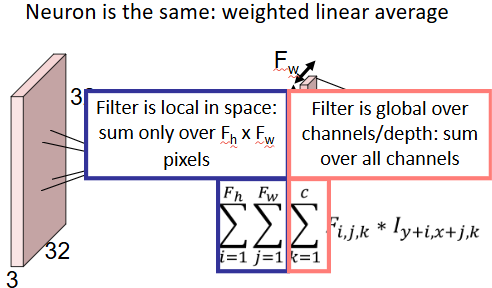 Neuron is the same: weighted linear average
F_w
3
Filter is local in space:
sum only over F_h x F_w
pixels
Filter is global over
channels/depth: sum
over all channels
F_h F_w c
∑ ∑ ∑ F_{i,j,k} * I_{y+i,x+j,k}
i=1 j=1 k=1
32
3